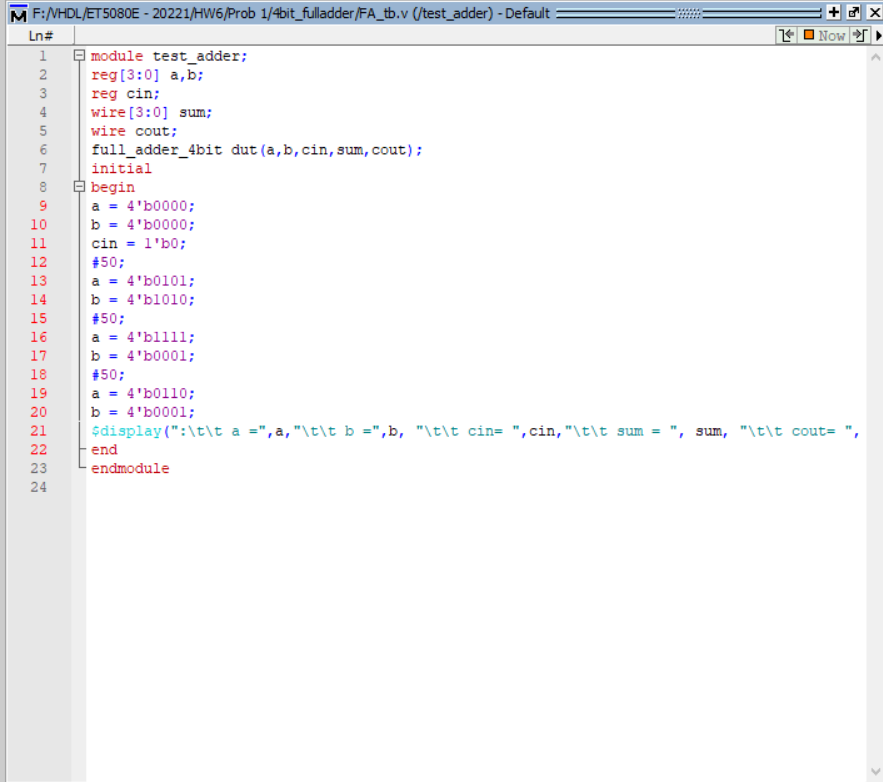 F:/VHDL/ET5080E - 20221/HW6/Prob 1/4bit_fulladder/FA_tb.v (/test_adder) - Default
Ln# Now
1 module test_adder;
2 reg[3:0] a,b;
3 reg cin;
4 wire[3:0] sum;
5 wire cout;
6 full_adder_4bit dut(a,b,cin,sum,cout);
7 initial
8 begin
9 a = 4'b0000;
10 b = 4'b0000;
11 cin = 1'b0;
12 #50;
13 a = 4'b0101;
14 b = 4'b1010;
15 #50;
16 a = 4'b1111;
17 b = 4'b0001;
18 #50;
19 a = 4'b0110;
20 b = 4'b0001;
21 $display(":\t\t a =",a,"\t\t b =",b, "\t\t cin= ",cin,"\t\t sum = ", sum, "\t\t cout= ",
22 end
23 endmodule
24